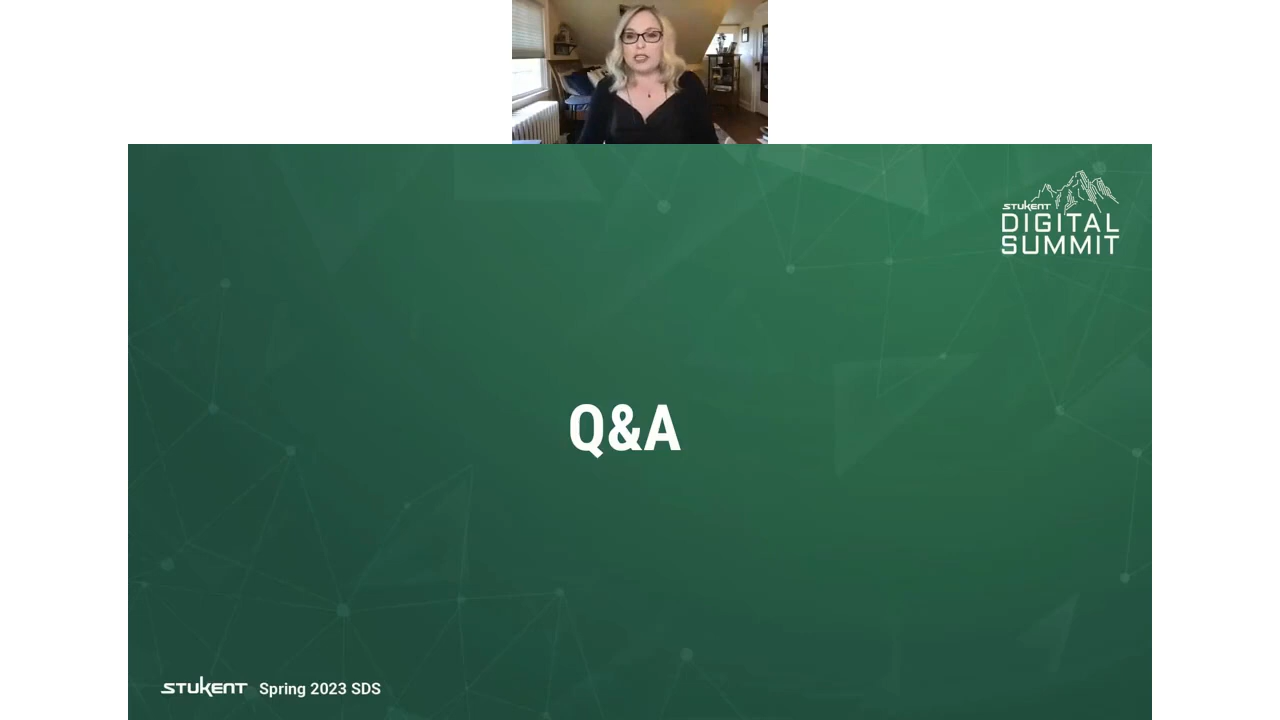 STUKENT
DIGITAL
SUMMIT
Q&A
STUKENT Spring 2023 SDS